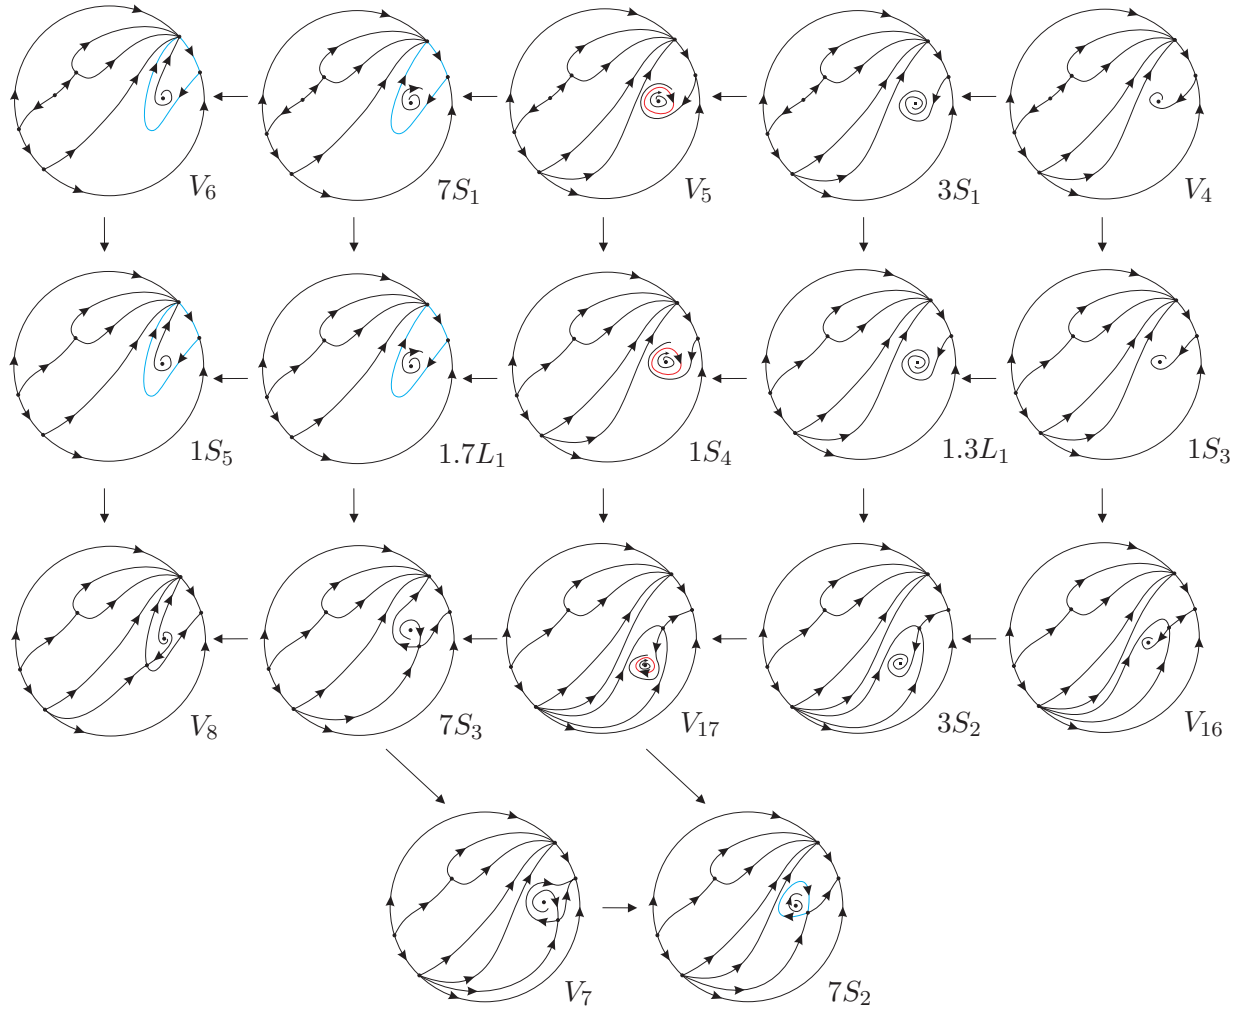 V₆ 7S₁ V₅ 3S₁ V₄
1S₅ 1.7L₁ 1S₄ 1.3L₁ 1S₃
V₈ 7S₃ V₁₇ 3S₂ V₁₆
V₇ 7S₂